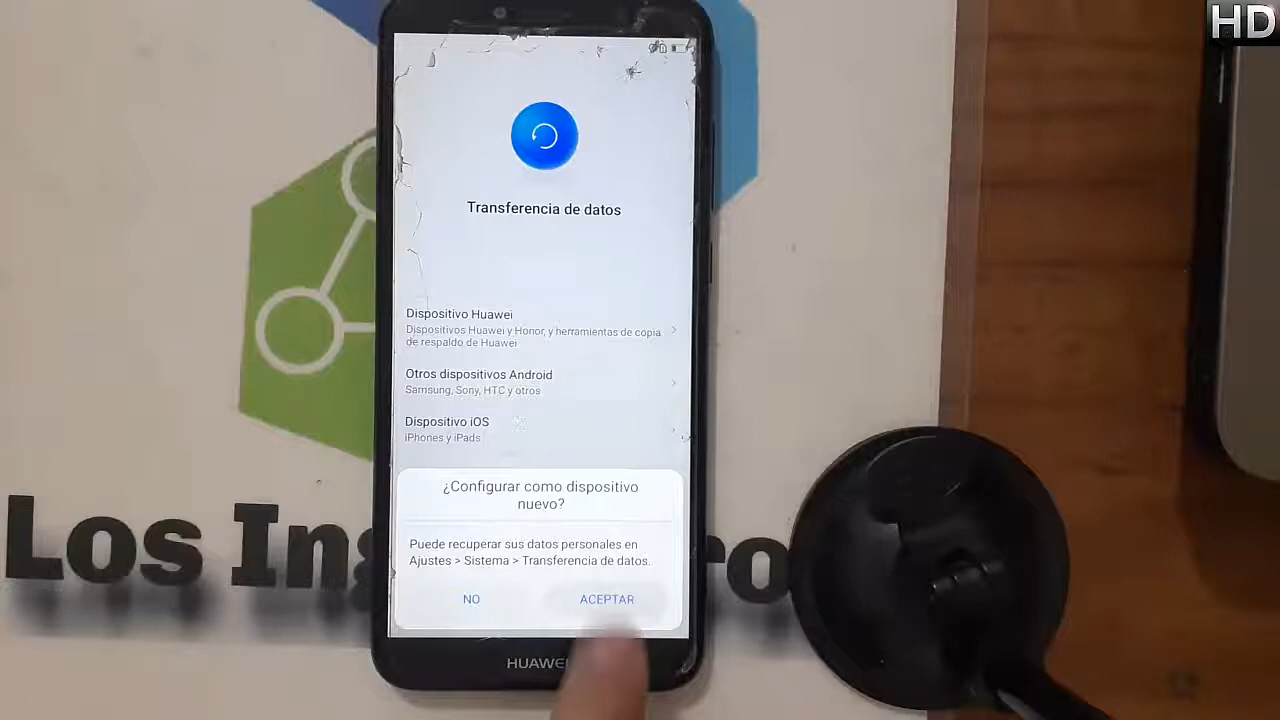 HD
Transferencia de datos
Dispositivo Huawei
Dispositivos Huawei y Honor, y herramientas de copia
de respaldo de Huawei
Otros dispositivos Android
Samsung, Sony, HTC y otros
Dispositivo iOS
iPhones y iPads
¿Configurar como dispositivo
nuevo?
Puede recuperar sus datos personales en
Ajustes > Sistema > Transferencia de datos.
NO ACEPTAR
Los
HUAWEI